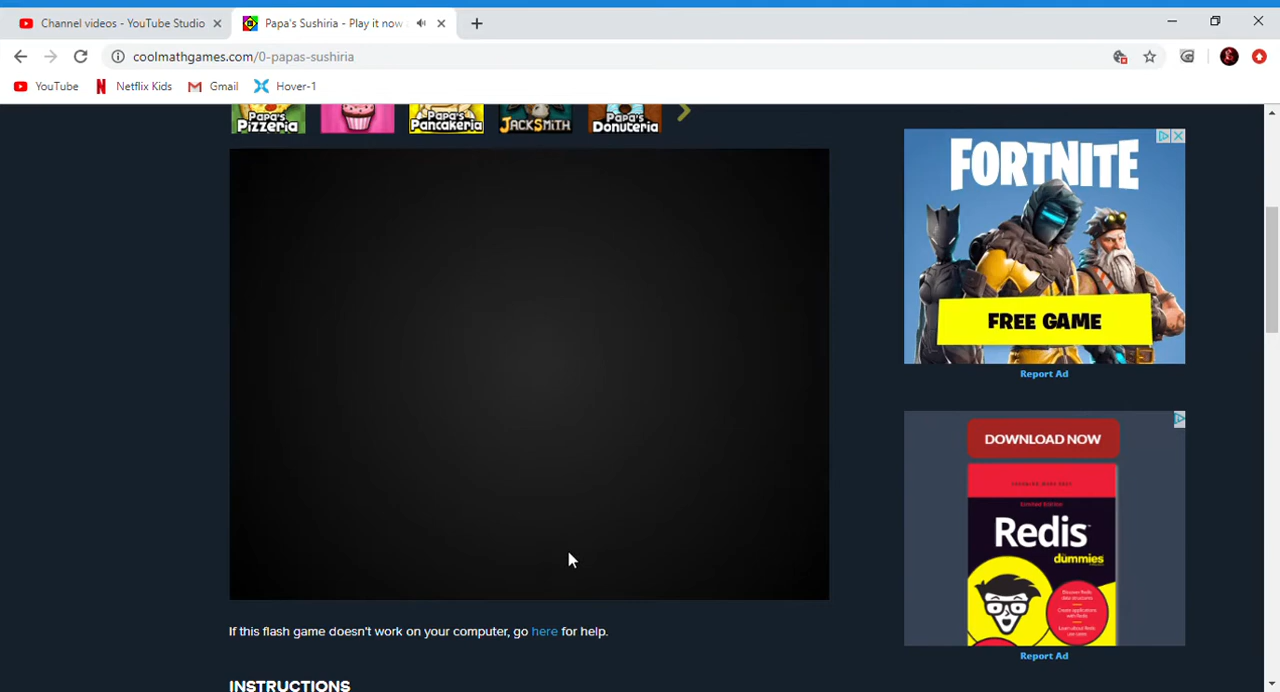 Channel videos - YouTube Studio
Papa's Sushiria - Play it now
coolmathgames.com/0-papas-sushiria
YouTube
Netflix Kids
Gmail
Hover-1
Papa's Pizzeria
Papa's Pancakeria
JackSmith
Papa's Donuteria
FORTNITE
FREE GAME
Report Ad
DOWNLOAD NOW
Redis
dummies
Report Ad
If this flash game doesn't work on your computer, go here for help.
INSTRUCTIONS